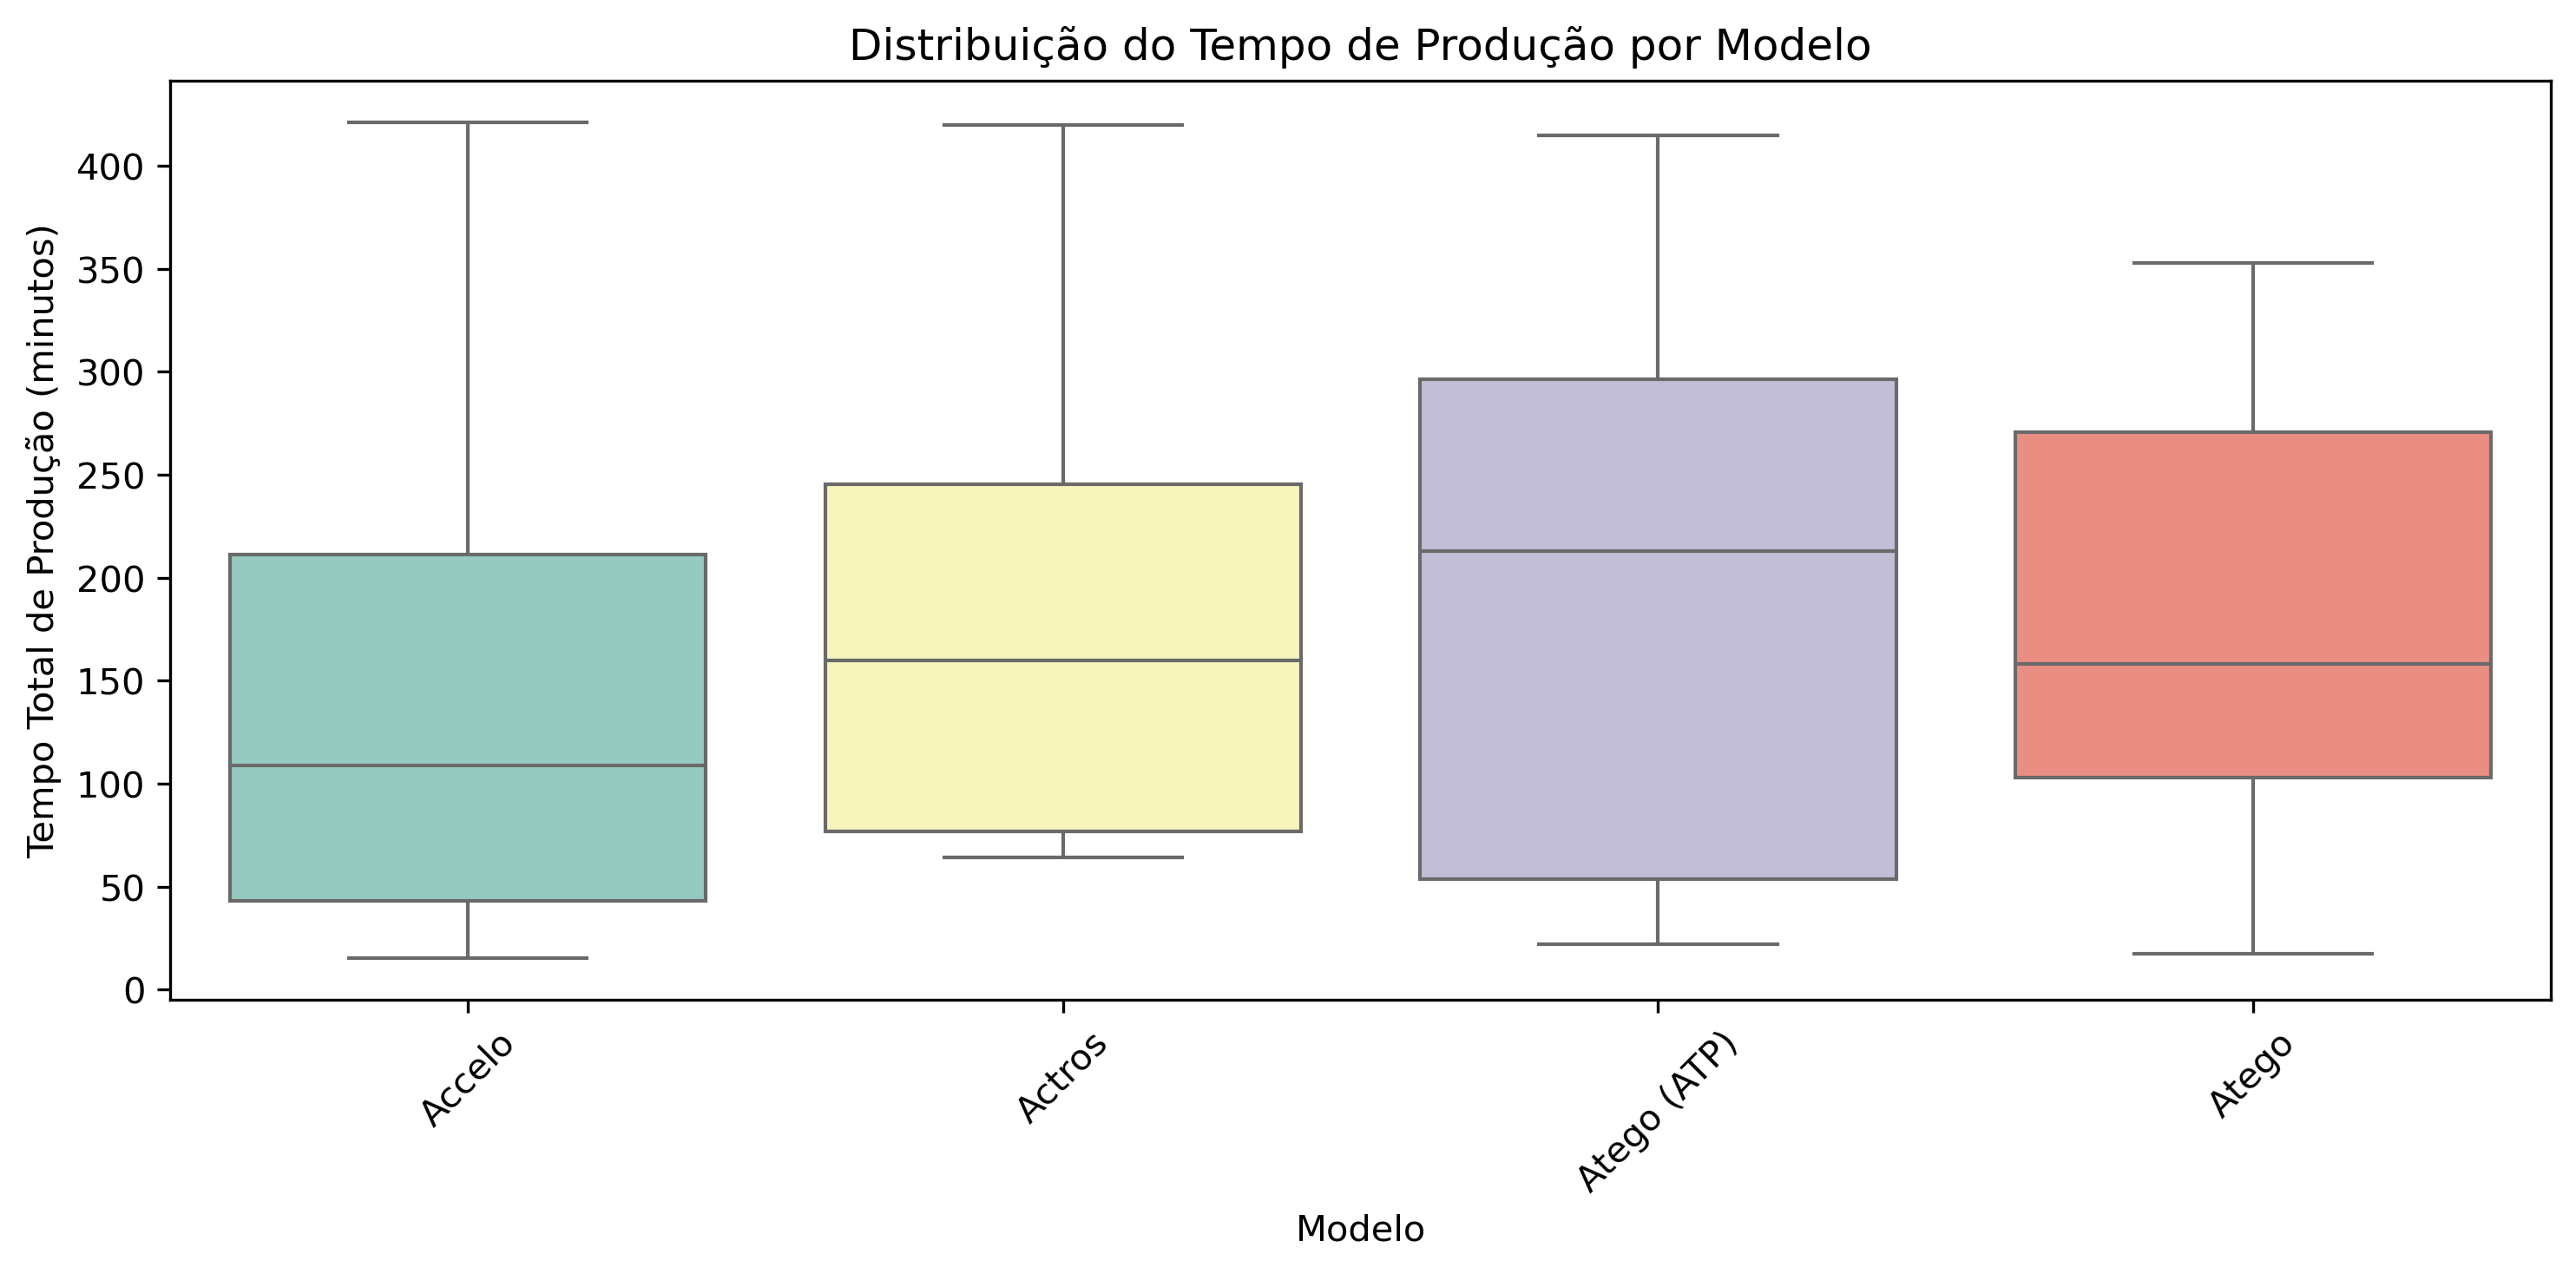 Distribuição do Tempo de Produção por Modelo
Tempo Total de Produção (minutos)
400
350
300
250
200
150
100
50
0
Accelo
Actros
Atego (ATP)
Atego
Modelo